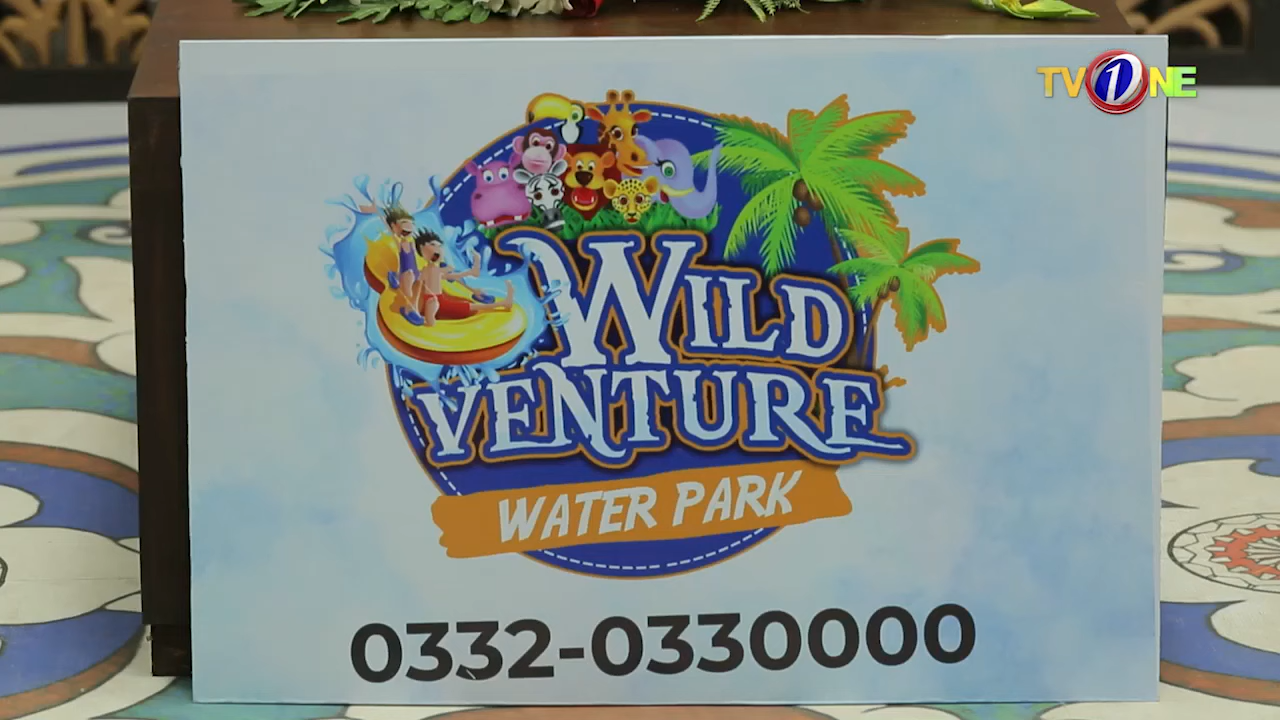 TV ONE
WILD
VENTURE
WATER PARK
0332-0330000